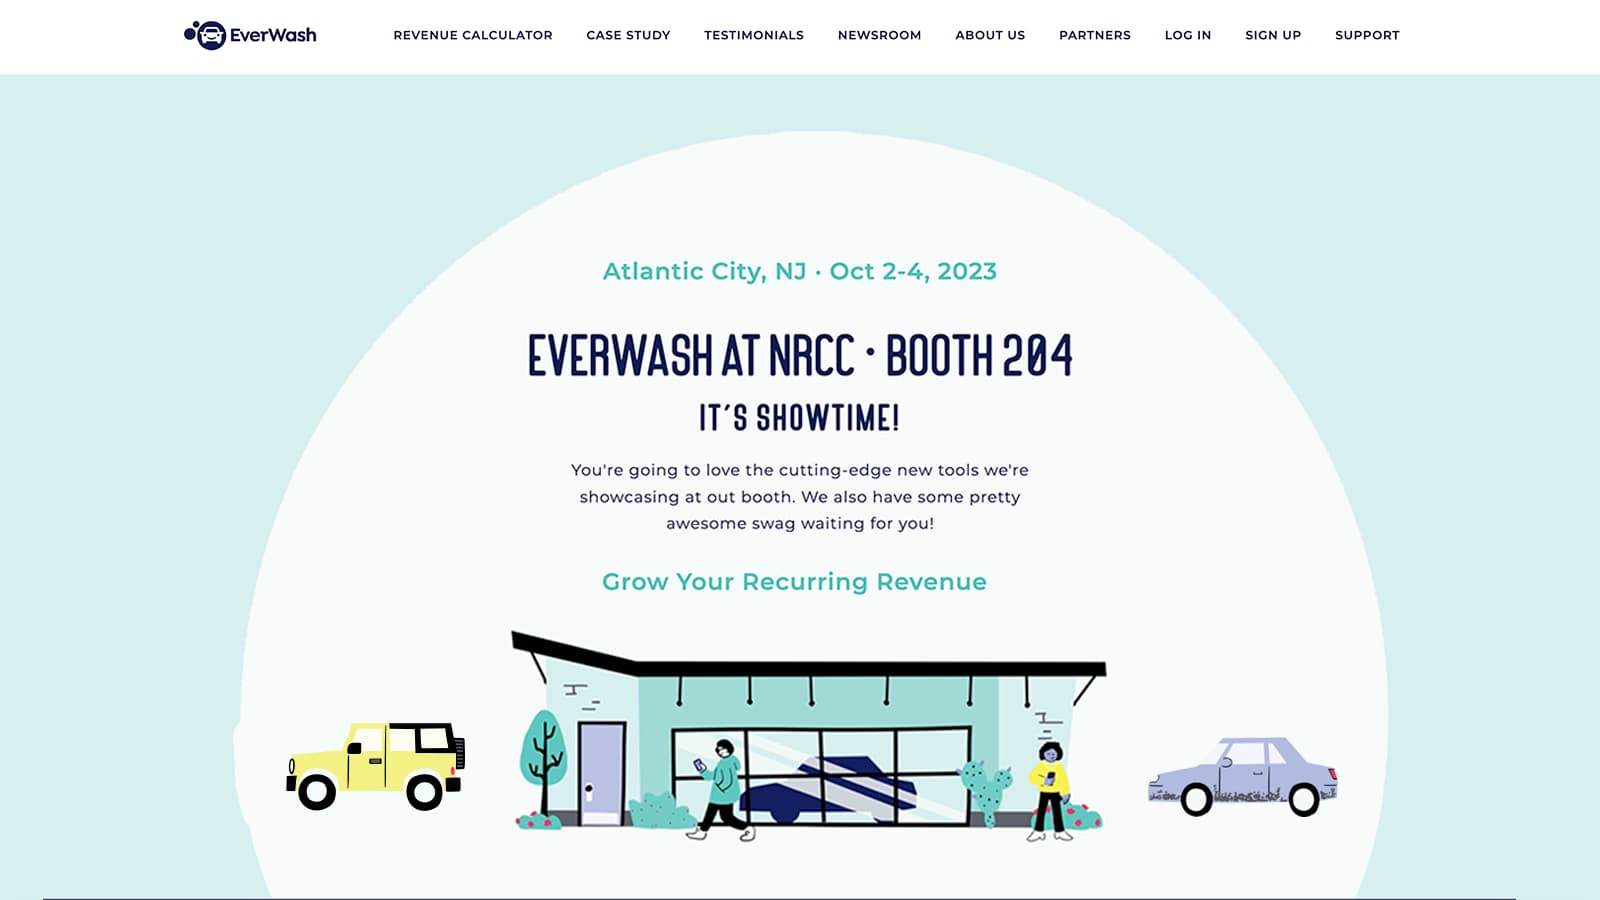 EverWash
REVENUE CALCULATOR
CASE STUDY
TESTIMONIALS
NEWSROOM
ABOUT US
PARTNERS
LOG IN
SIGN UP
SUPPORT
Atlantic City, NJ · Oct 2-4, 2023
EVERWASH AT NRCC · BOOTH 204
IT'S SHOWTIME!
You're going to love the cutting-edge new tools we're
showcasing at out booth. We also have some pretty
awesome swag waiting for you!
Grow Your Recurring Revenue